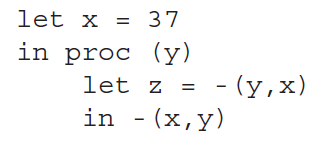 let x = 37
in proc (y)
let z = -(y,x)
in -(x,y)